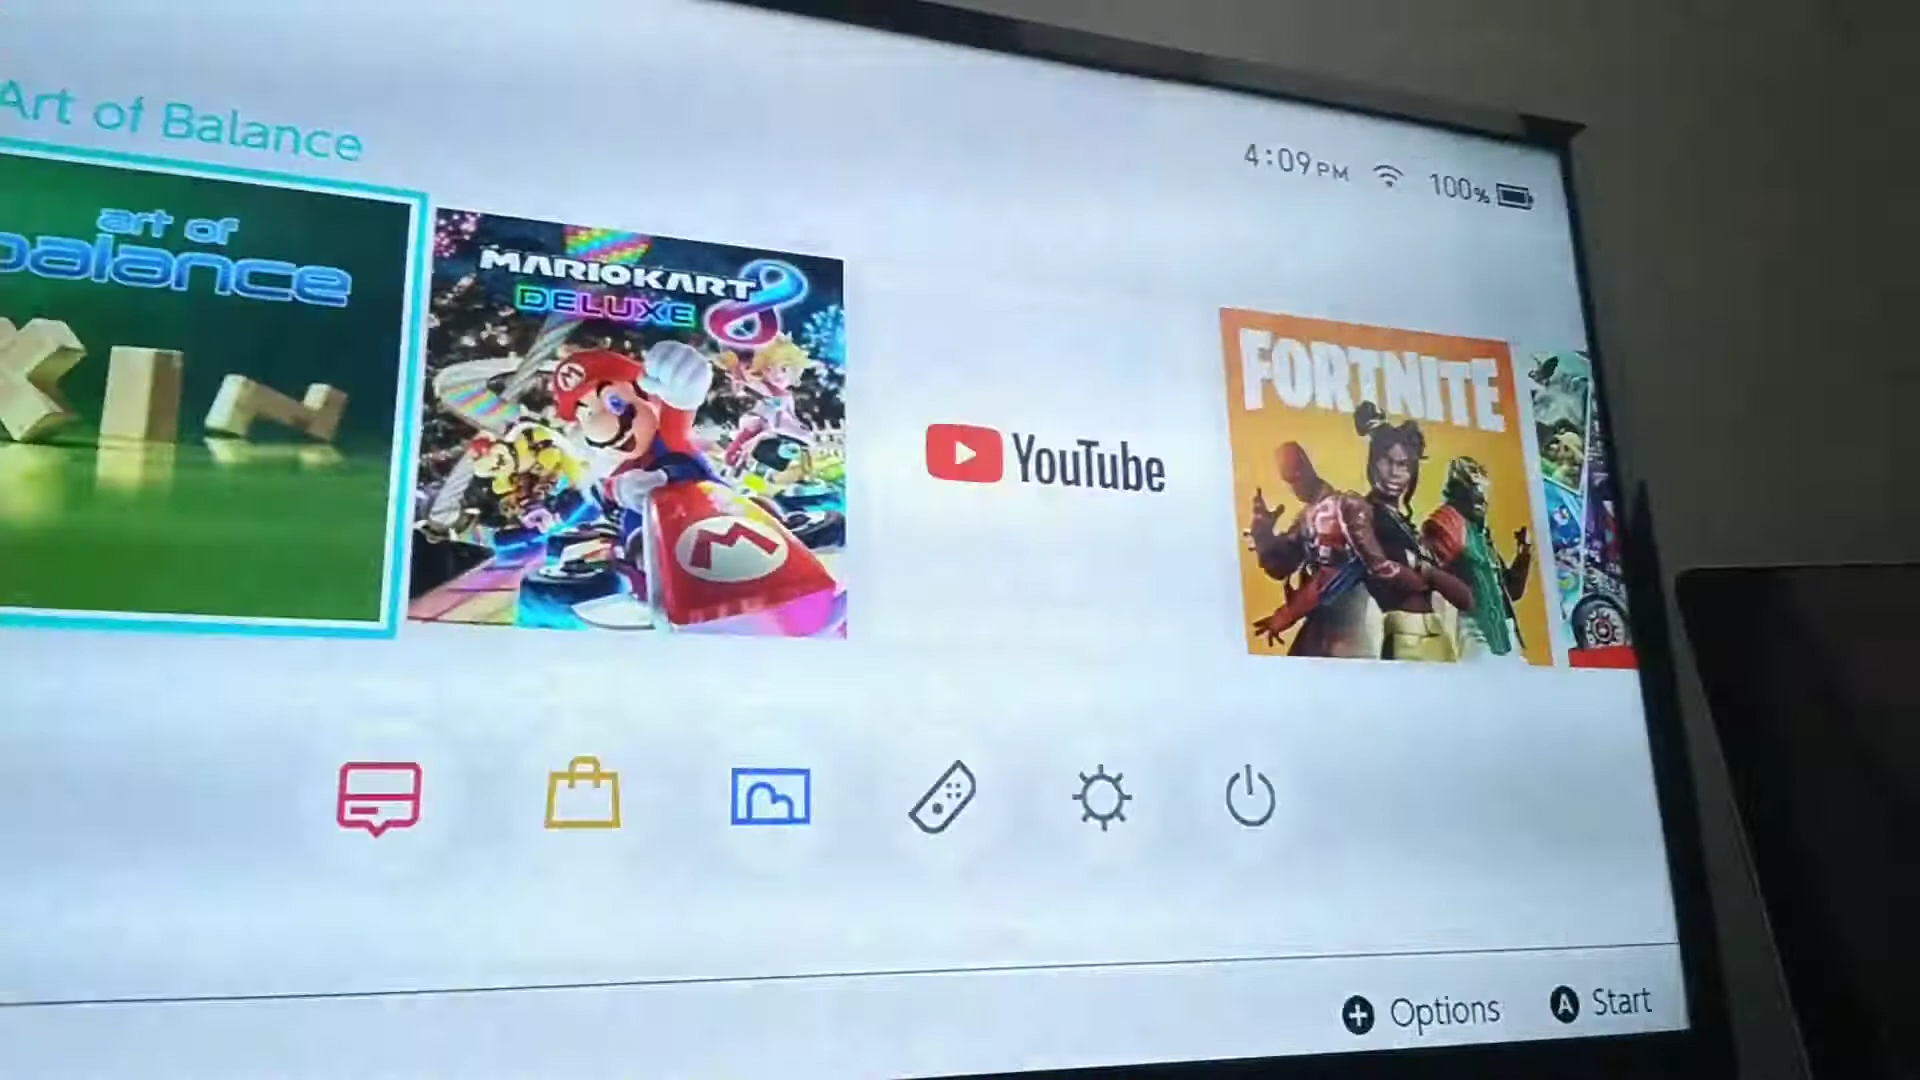 Art of Balance
4:09 PM 100%
art of
balance
MARIOKART 8
DELUXE
M
M
YouTube
FORTNITE
+ Options A Start